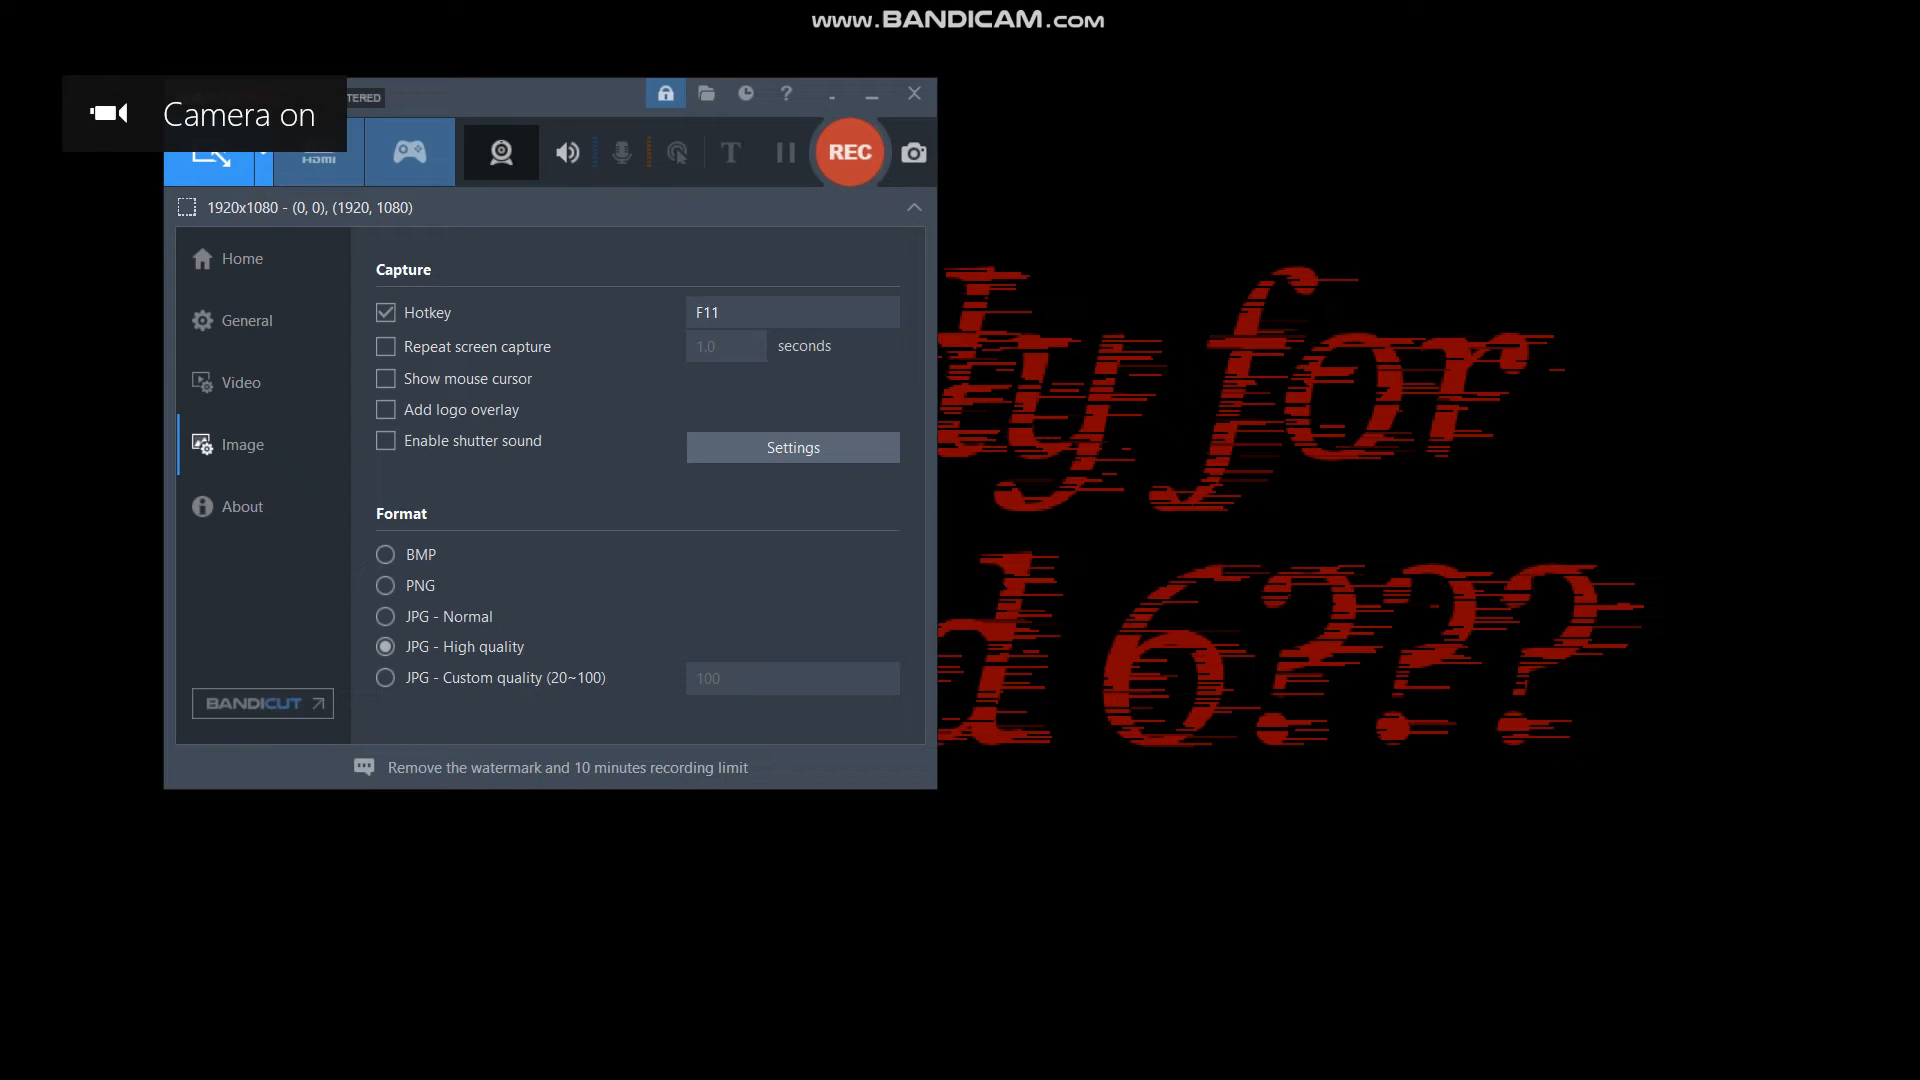 www.BANDICAM.com
Camera on
TERED
HDMI
T
REC
1920x1080 - (0, 0), (1920, 1080)
Home
General
Video
Image
About
BANDICUT
Capture
Hotkey
F11
Repeat screen capture
1.0
seconds
Show mouse cursor
Add logo overlay
Enable shutter sound
Settings
Format
BMP
PNG
JPG - Normal
JPG - High quality
JPG - Custom quality (20~100)
100
Remove the watermark and 10 minutes recording limit
y for
d 6???